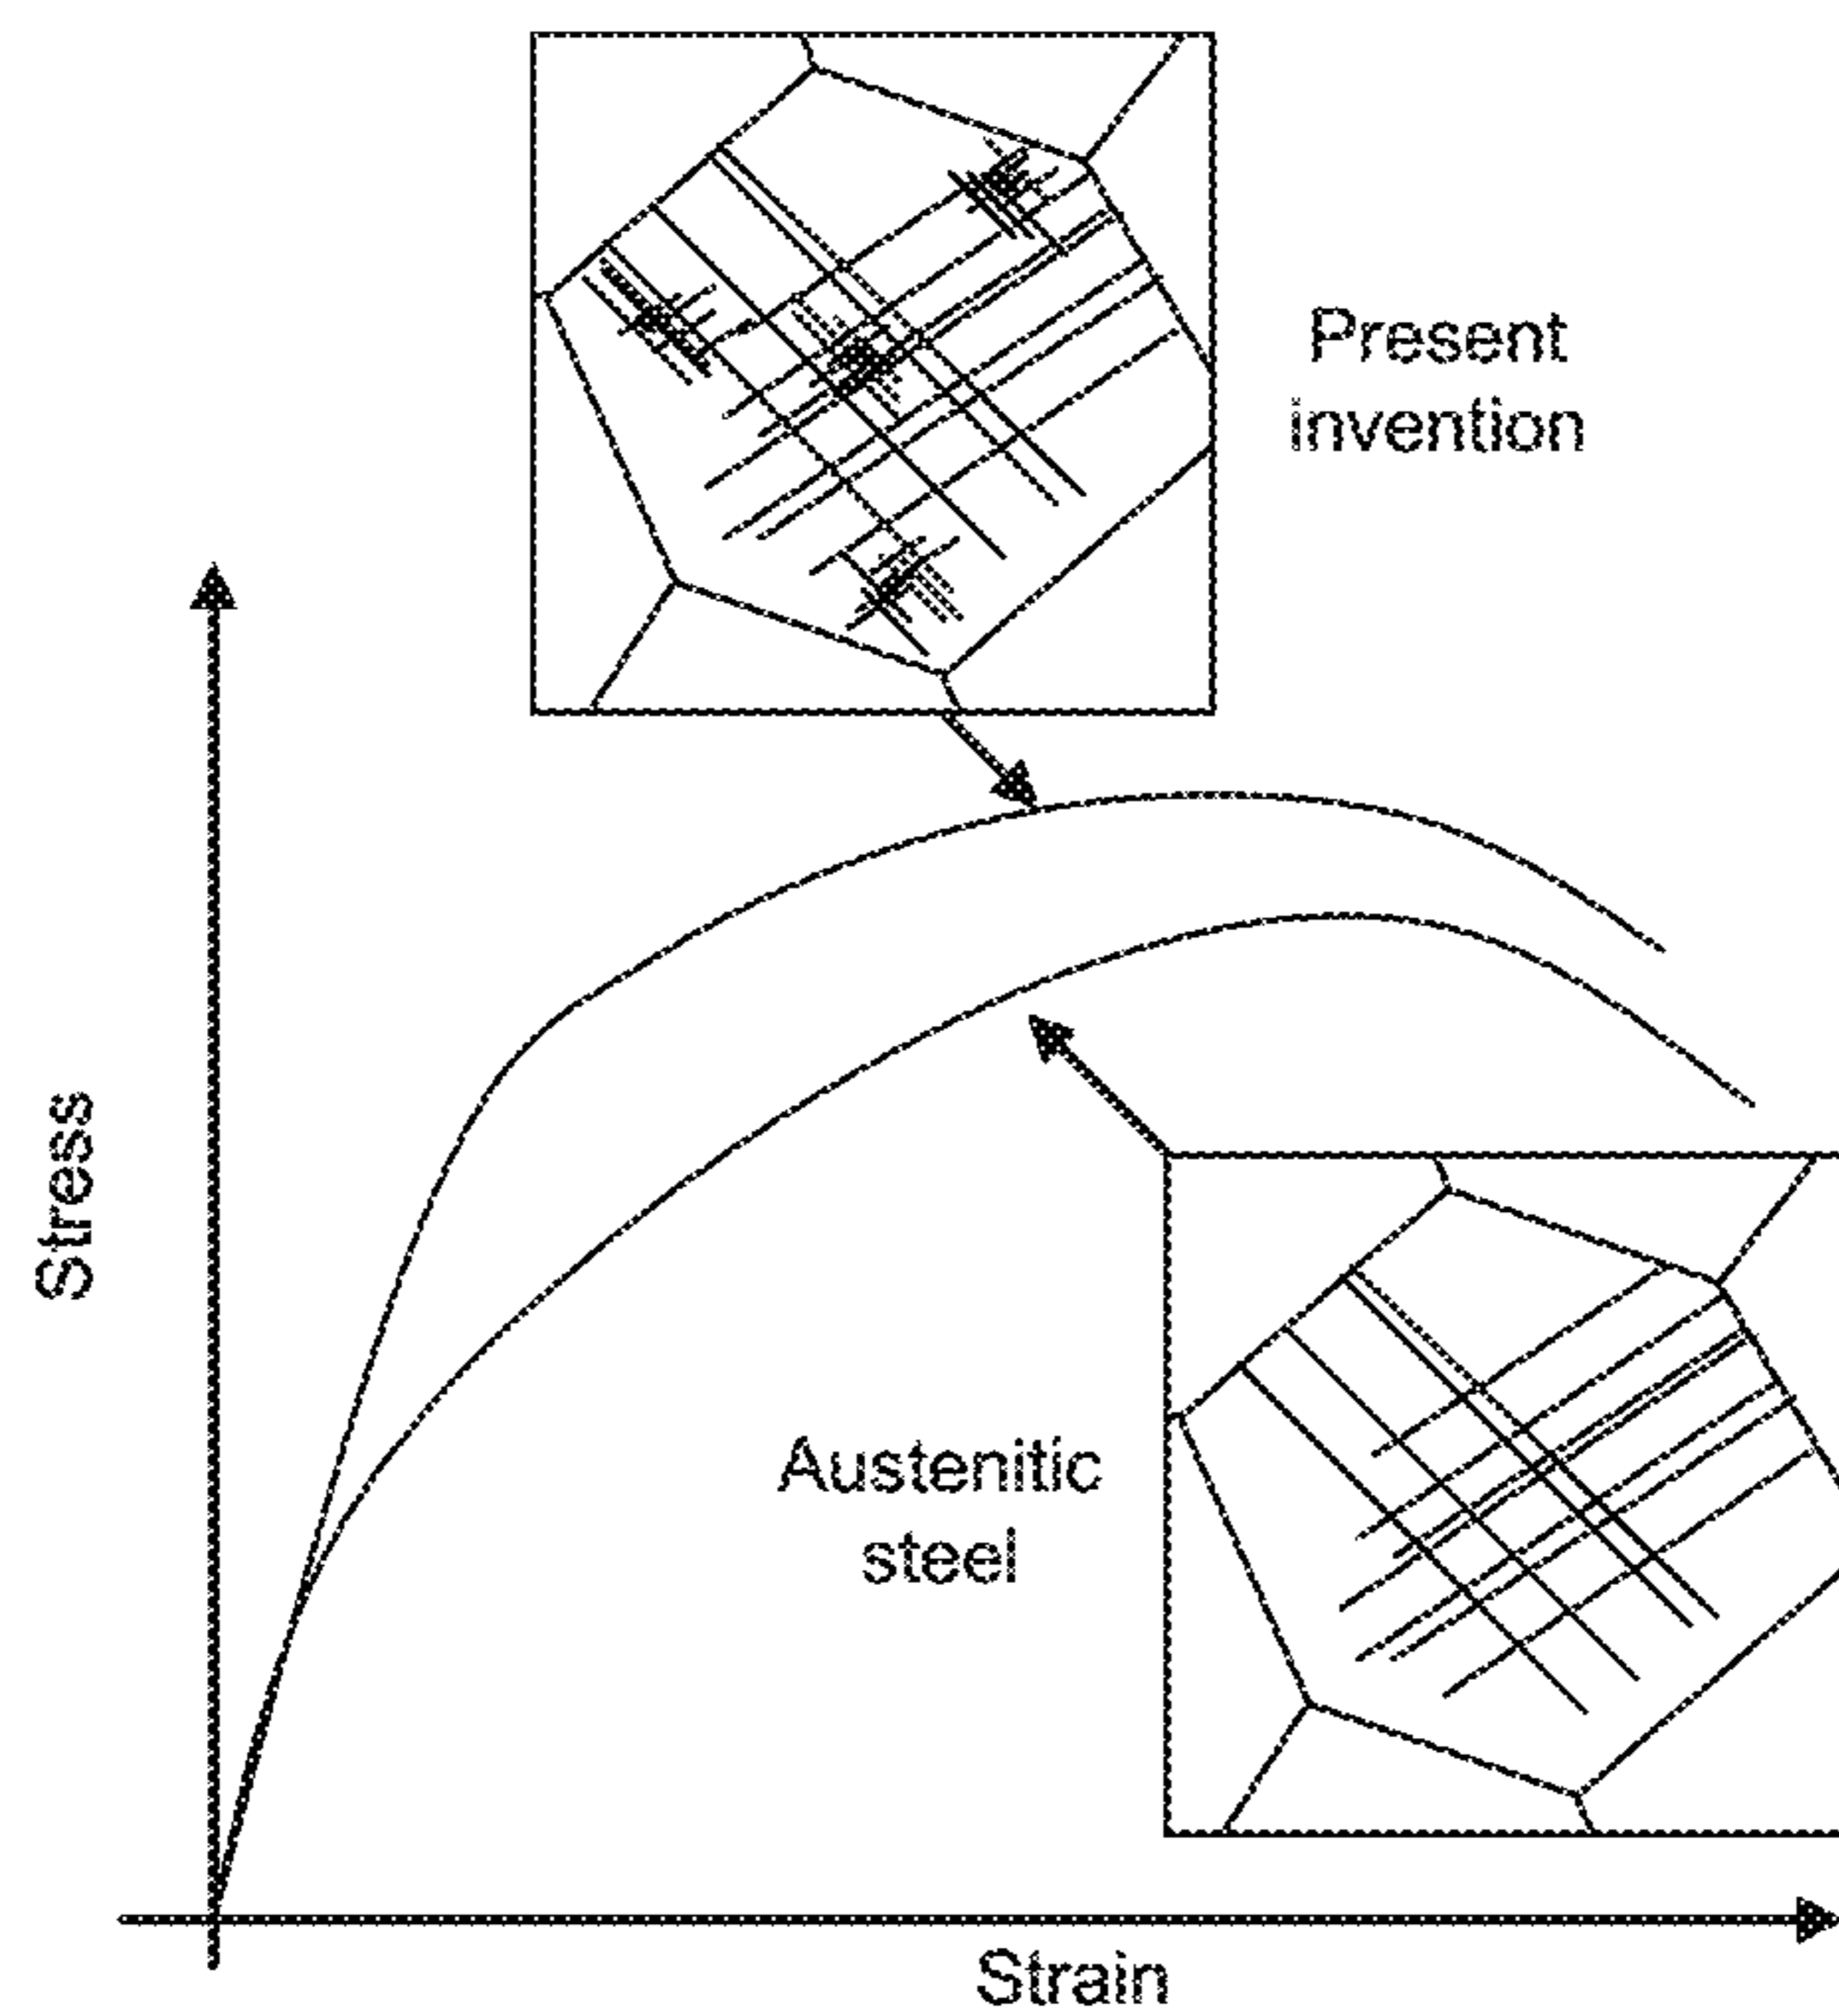 Present
invention
Stress
Austenitic
steel
Strain